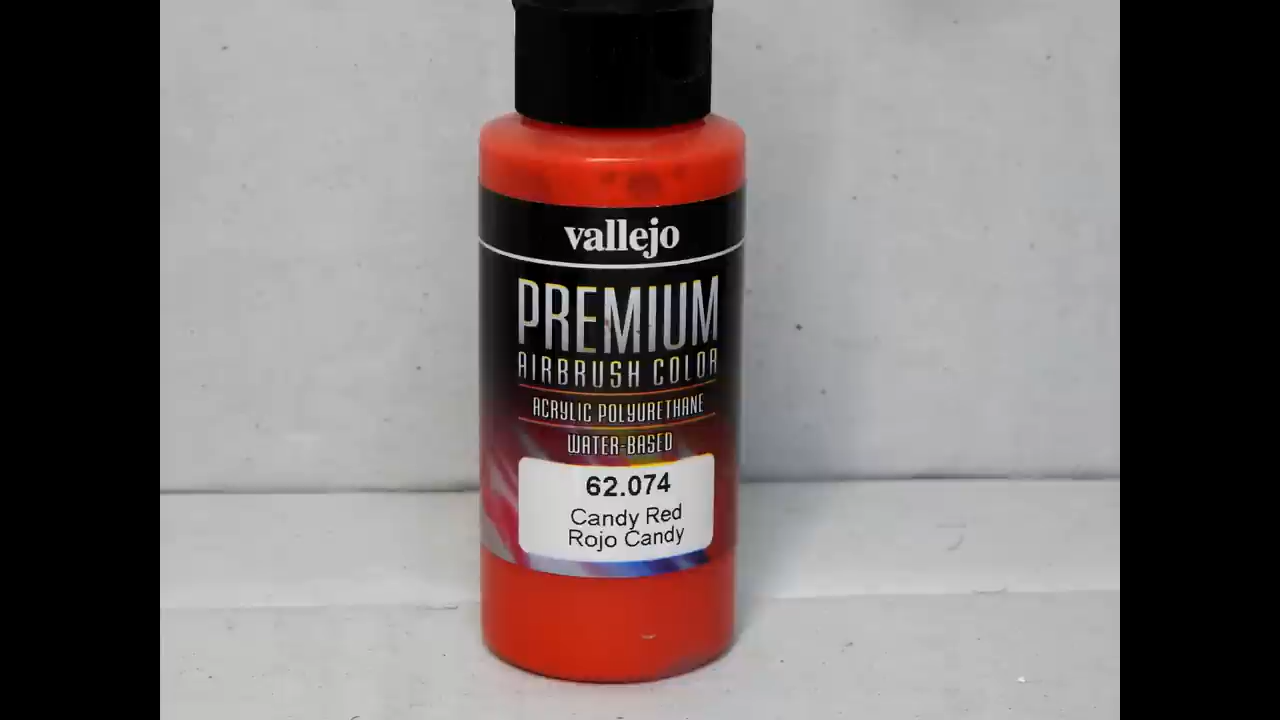 vallejo
PREMIUM
AIRBRUSH COLOR
ACRYLIC POLYURETHANE
WATER-BASED
62.074
Candy Red
Rojo Candy